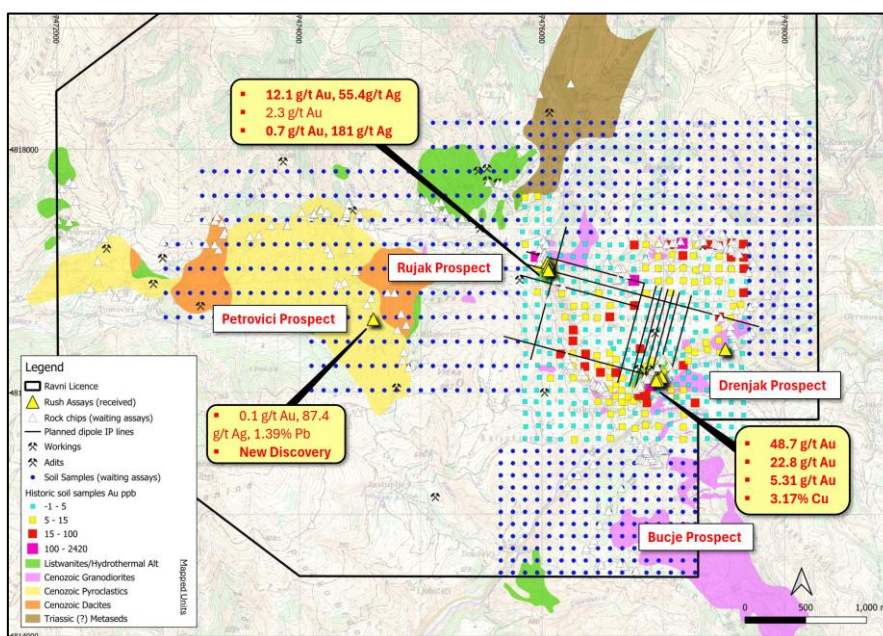 7472000
7474000
7476000
7478000
4818000
12.1 g/t Au, 55.4g/t Ag
2.3 g/t Au
0.7 g/t Au, 181 g/t Ag
Rujak Prospect
Petrovici Prospect
Drenjak Prospect
0.1 g/t Au, 87.4
g/t Ag, 1.39% Pb
New Discovery
48.7 g/t Au
22.8 g/t Au
5.31 g/t Au
3.17% Cu
Bucje Prospect
Legend
Ravni Licence
Rush Assays (received)
Rock chips (waiting assays)
Planned dipole IP lines
Workings
Adits
Soil Samples (waiting assays)
Historic soil samples Au ppb
-1 - 5
5 - 15
15 - 100
100 - 2420
Listwanites/Hydrothermal Alt
Cenozoic Granodiorites
Cenozoic Pyroclastics
Cenozoic Dacites
Triassic (?) Metaseds
Mapped Units
4814000
0 500 1,000 m